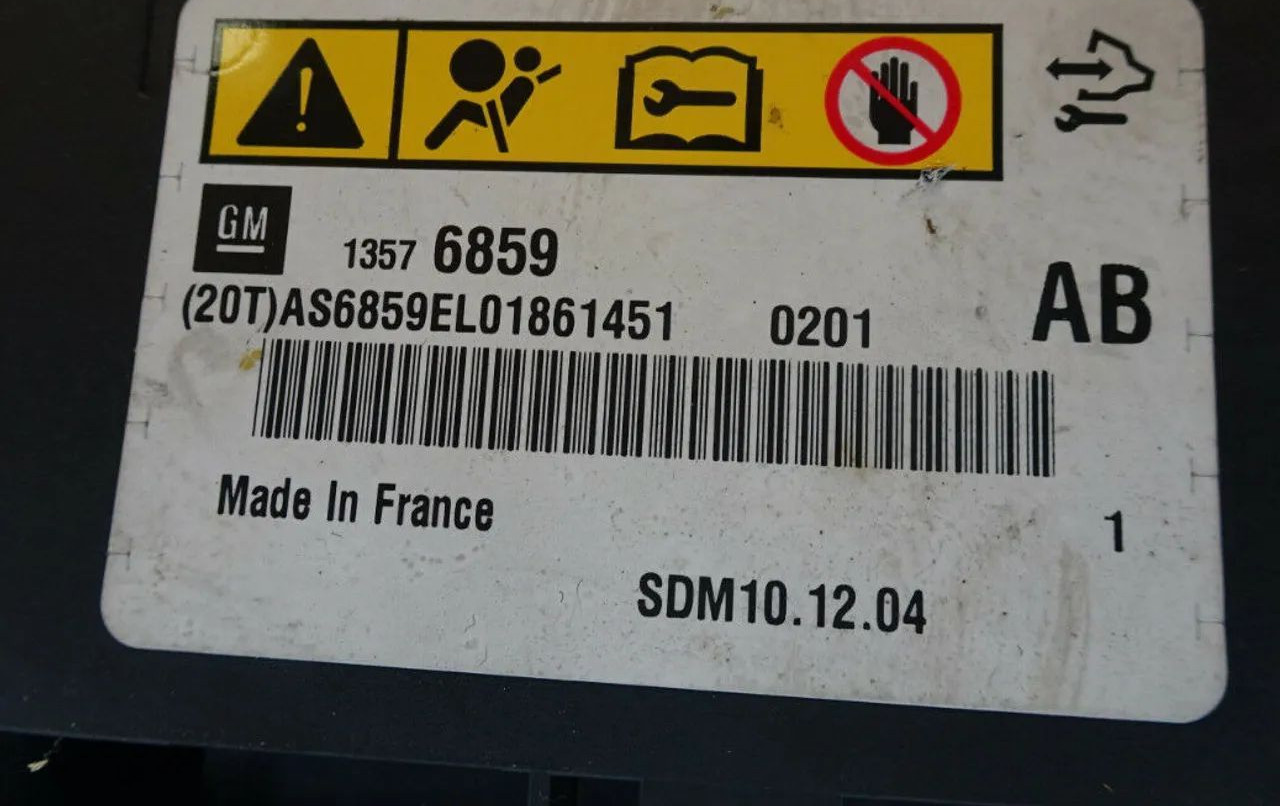 GM 1357 6859
(20T)AS6859EL01861451 0201 AB
Made In France
1
SDM10.12.04